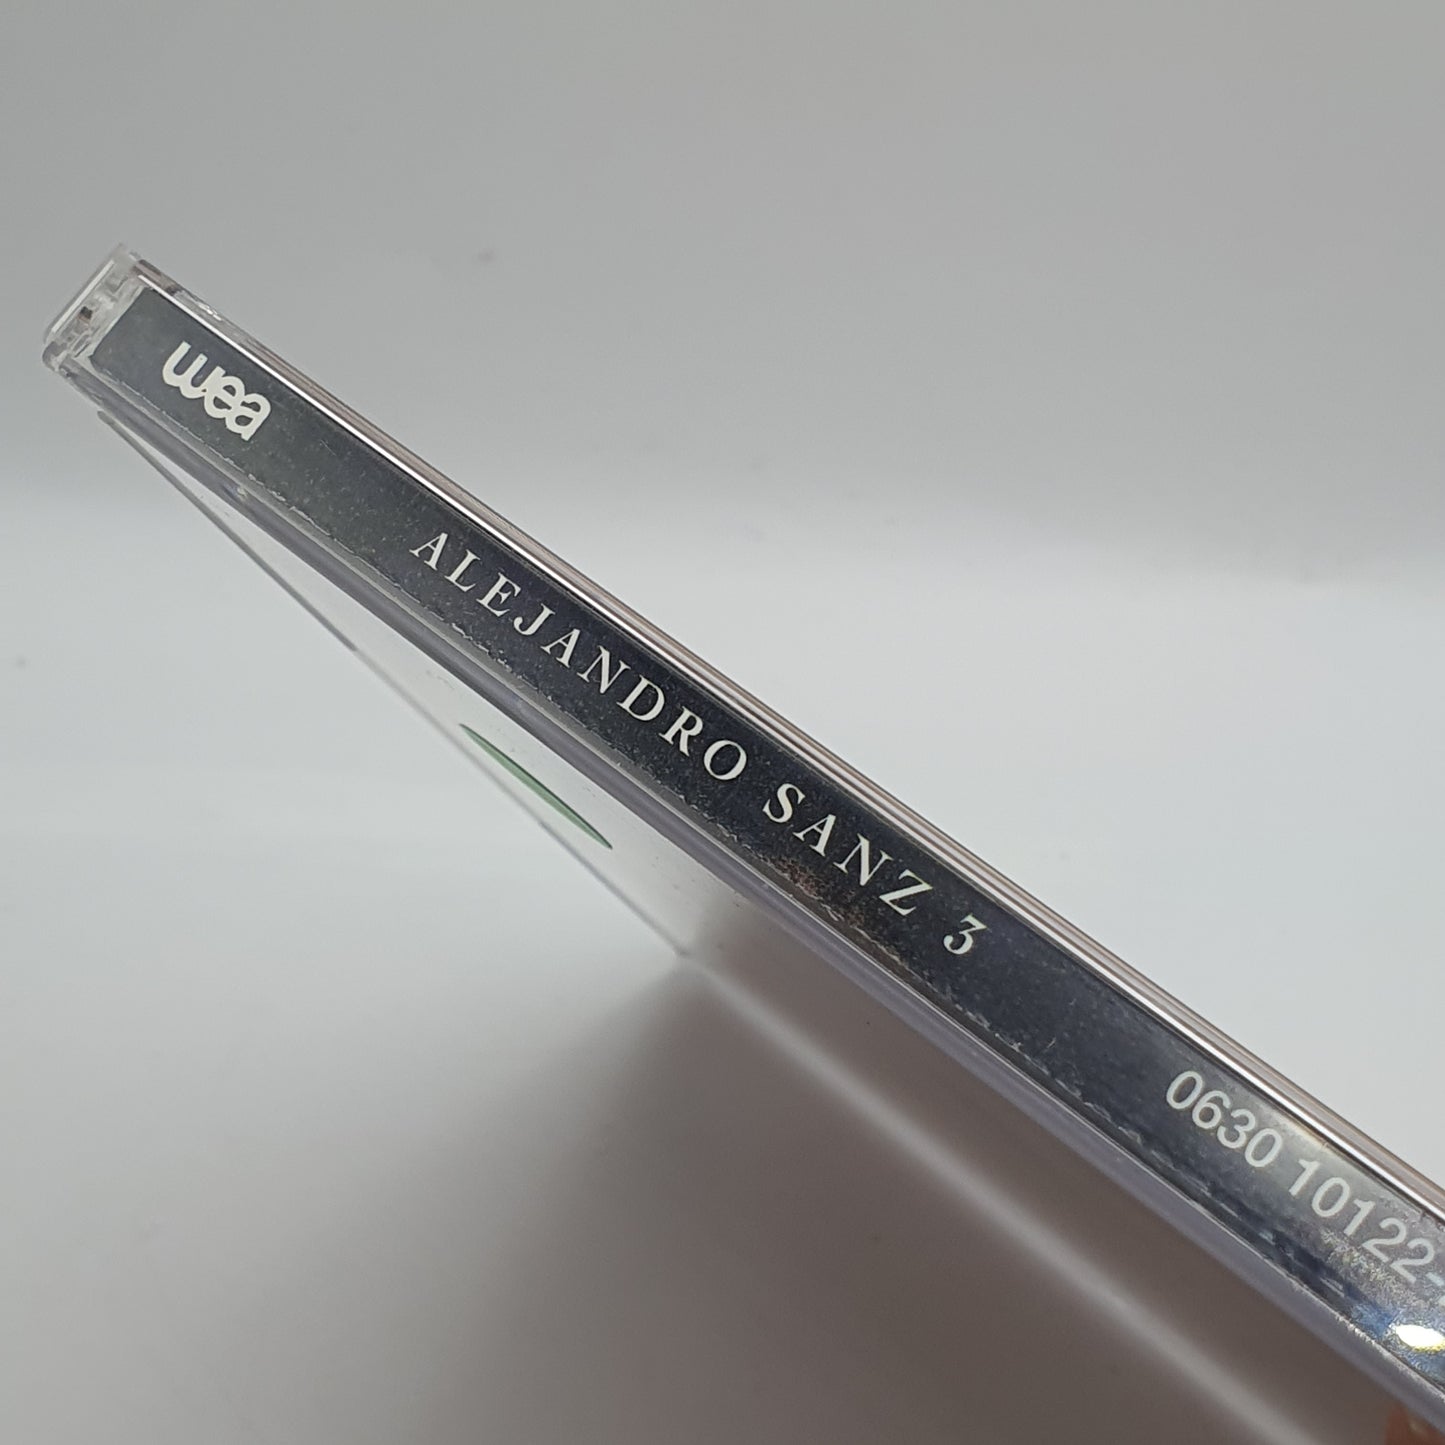 wea
ALEJANDRO SANZ 3
0630 10122-